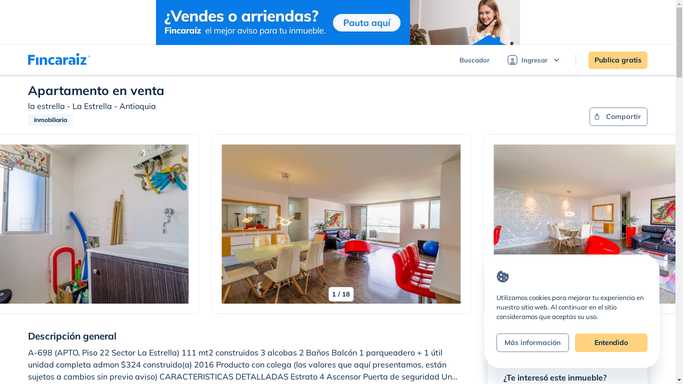 ¿Vendes o arriendas?
Fincaraíz el mejor aviso para tu inmueble.
Pauta aquí
Fincaraíz
Buscador
Ingresar
Publica gratis
Apartamento en venta
la estrella - La Estrella - Antioquia
Inmobiliaria
Compartir
1 / 18
Utilizamos cookies para mejorar tu experiencia en
nuestro sitio web. Al continuar en el sitio
consideramos que aceptas su uso.
Más información
Entendido
Descripción general
A-698 (APTO, Piso 22 Sector La Estrella) 111 mt2 construidos 3 alcobas 2 Baños Balcón 1 parqueadero + 1 útil
unidad completa admon $324 construido(a) 2016 Producto con colega (los valores que aquí presentamos, están
sujetos a cambios sin previo aviso) CARACTERISTICAS DETALLADAS Estrato 4 Ascensor Puerta de seguridad Un...
¿Te interesó este inmueble?